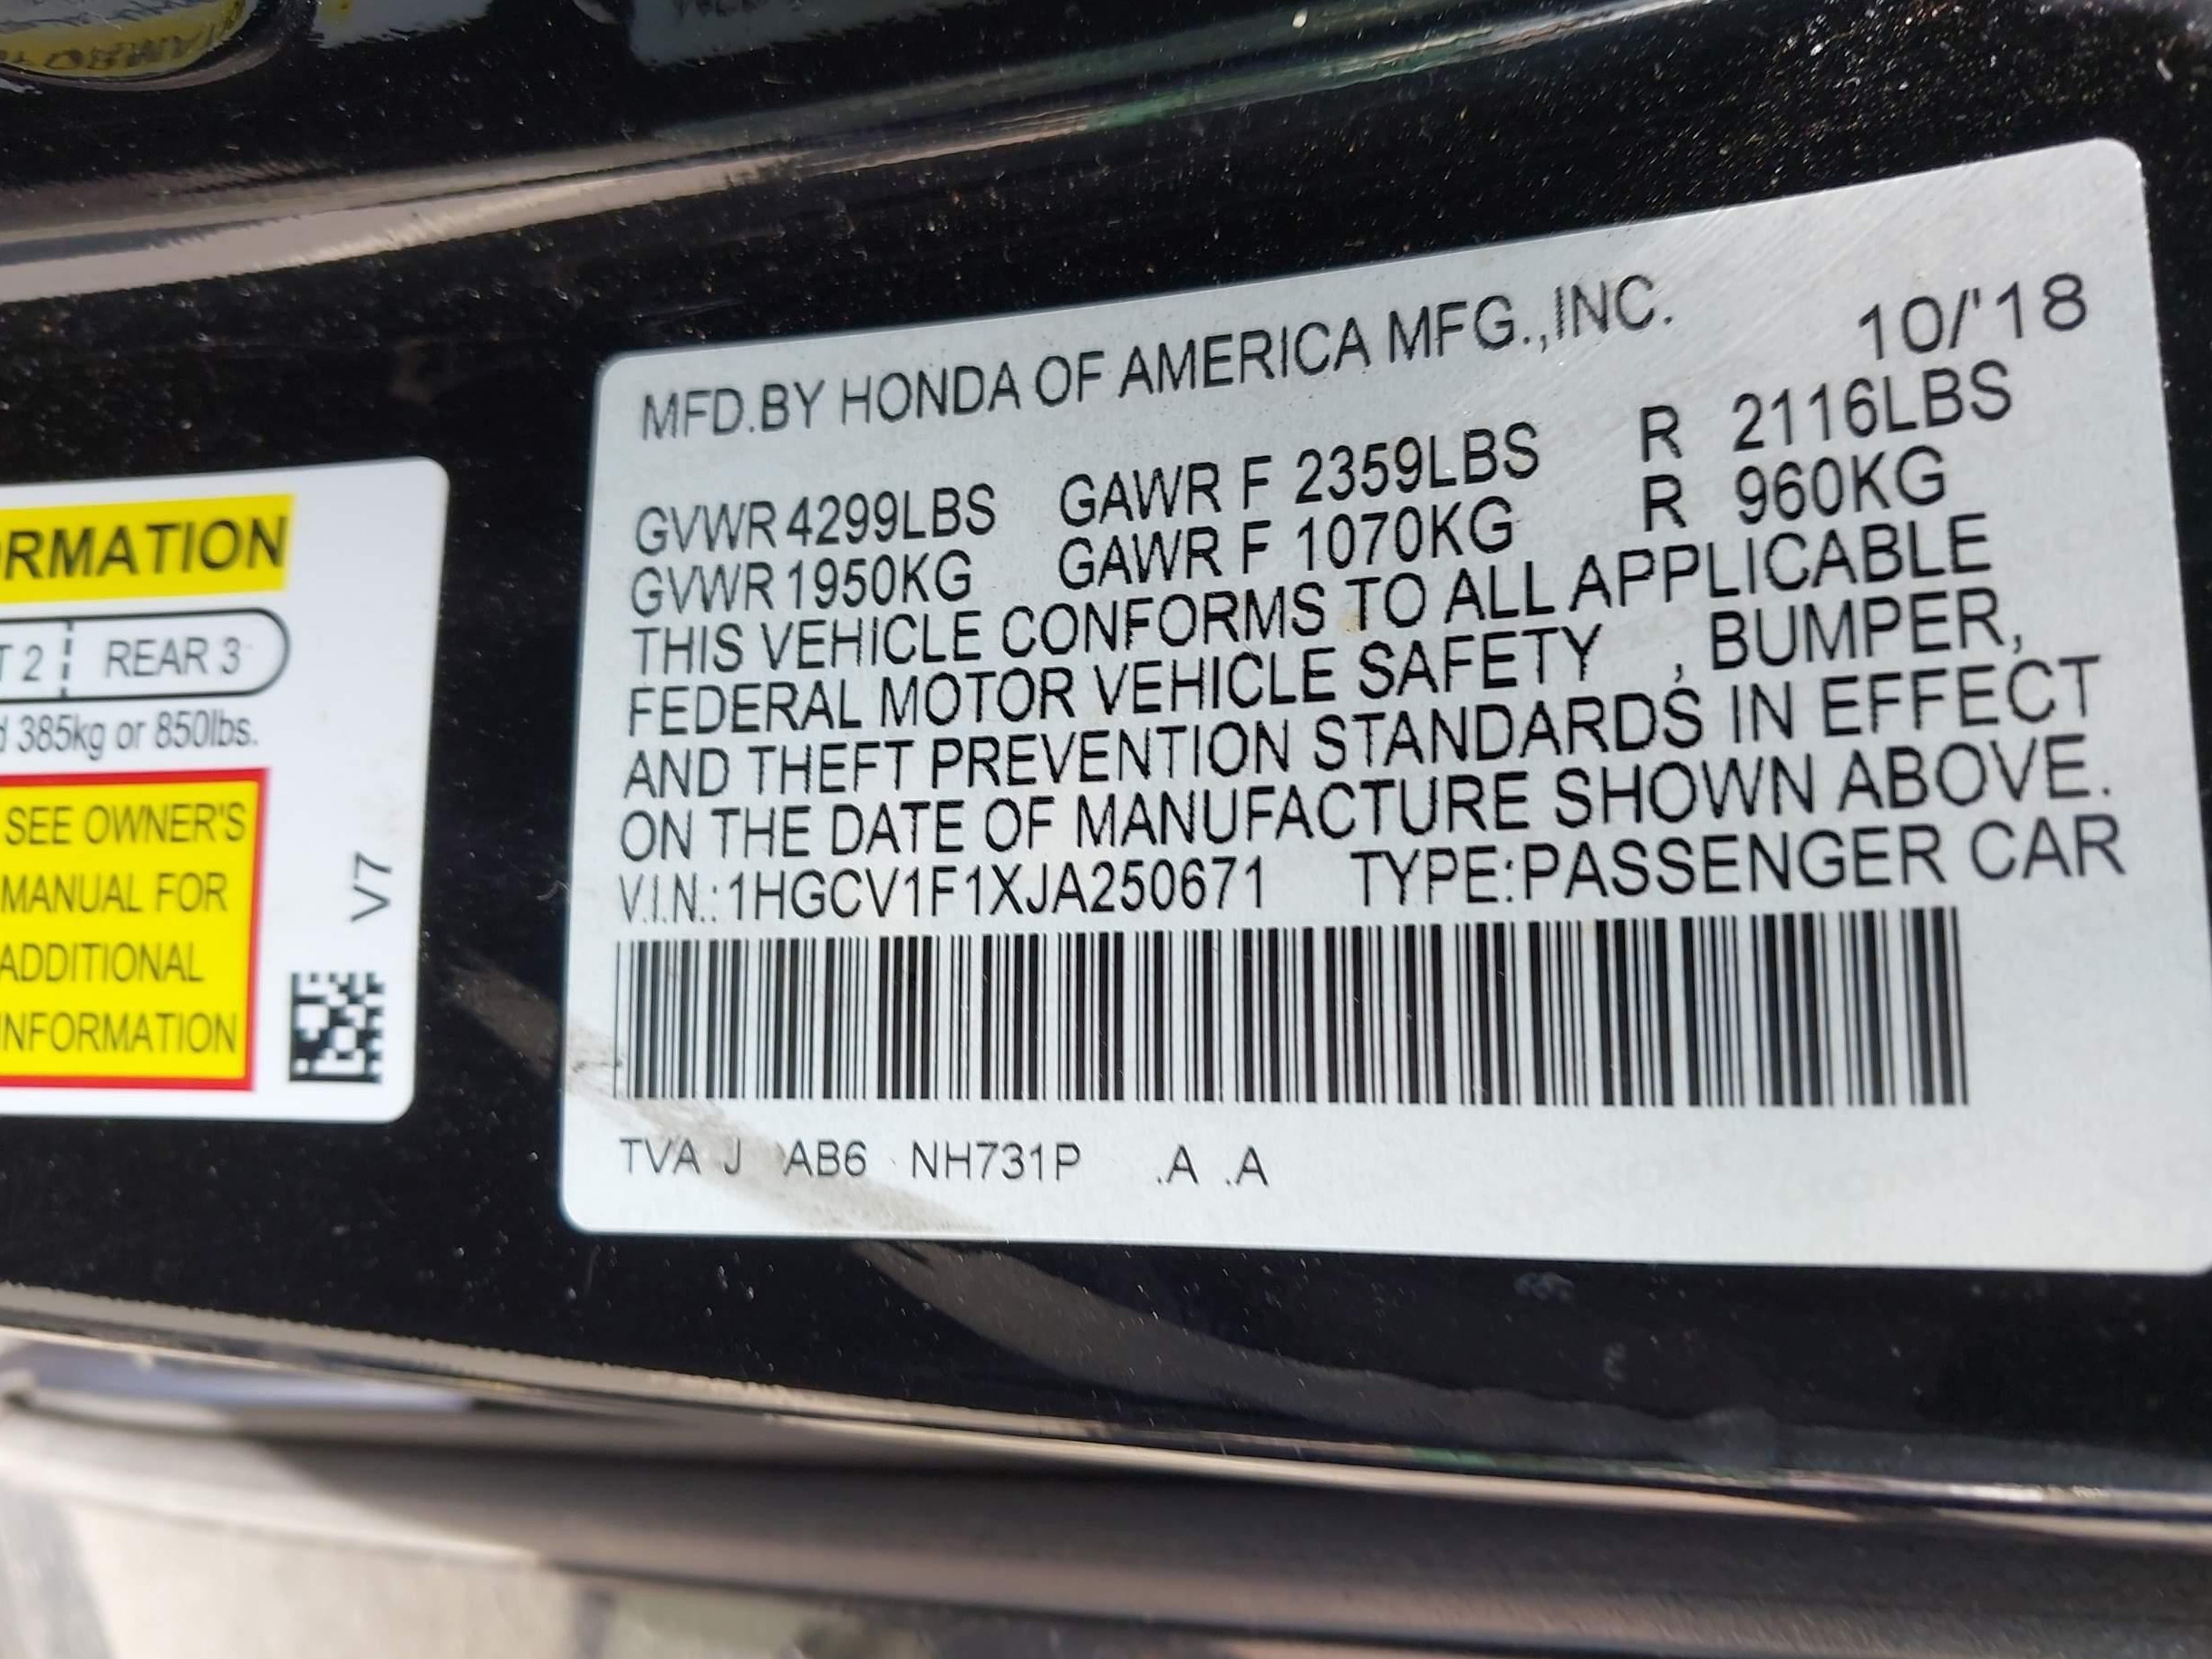 RMATION
T 2 REAR 3
d 385kg or 850lbs.
SEE OWNER'S
MANUAL FOR
ADDITIONAL
INFORMATION
V7
MFD.BY HONDA OF AMERICA MFG.,INC. 10/'18
GVWR 4299LBS GAWR F 2359LBS R 2116LBS
GVWR 1950KG GAWR F 1070KG R 960KG
THIS VEHICLE CONFORMS TO ALL APPLICABLE
FEDERAL MOTOR VEHICLE SAFETY , BUMPER,
AND THEFT PREVENTION STANDARDS IN EFFECT
ON THE DATE OF MANUFACTURE SHOWN ABOVE.
V.I.N.: 1HGCV1F1XJA250671 TYPE:PASSENGER CAR
TVA J AB6 NH731P .A .A